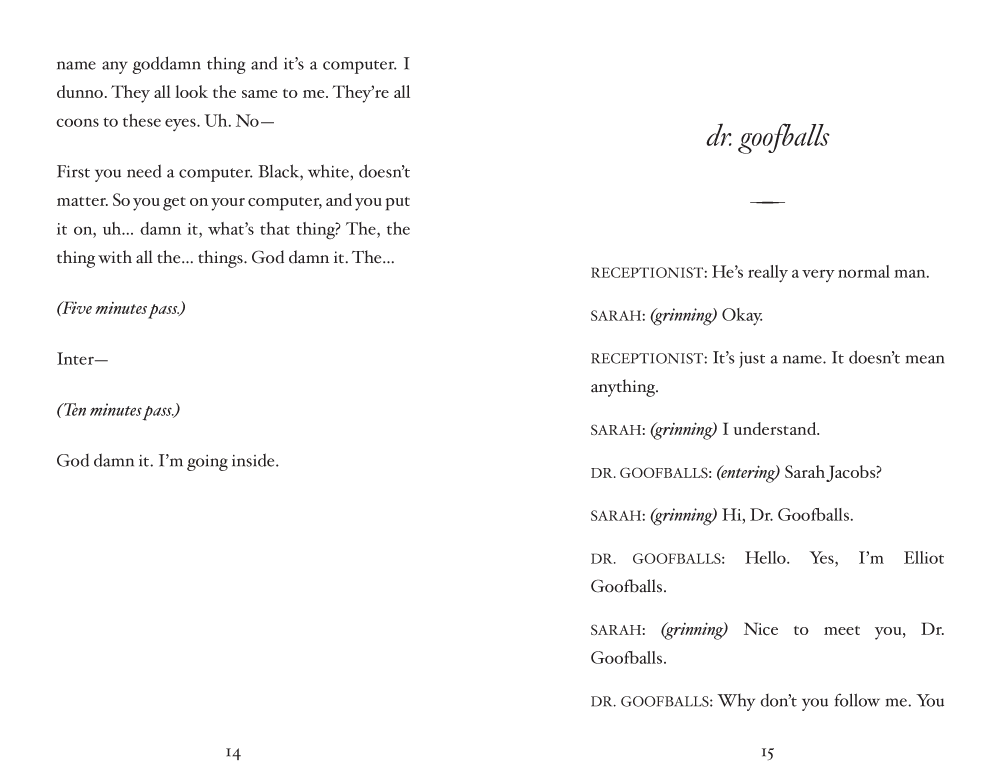 name any goddamn thing and it’s a computer. I
dunno. They all look the same to me. They’re all
coons to these eyes. Uh. No—
First you need a computer. Black, white, doesn’t
matter. So you get on your computer, and you put
it on, uh... damn it, what’s that thing? The, the
thing with all the... things. God damn it. The...
(Five minutes pass.)
Inter—
(Ten minutes pass.)
God damn it. I’m going inside.
14
dr. goofballs
RECEPTIONIST: He’s really a very normal man.
SARAH: (grinning) Okay.
RECEPTIONIST: It’s just a name. It doesn’t mean
anything.
SARAH: (grinning) I understand.
DR. GOOFBALLS: (entering) Sarah Jacobs?
SARAH: (grinning) Hi, Dr. Goofballs.
DR. GOOFBALLS: Hello. Yes, I’m Elliot
Goofballs.
SARAH: (grinning) Nice to meet you, Dr.
Goofballs.
DR. GOOFBALLS: Why don’t you follow me. You
15